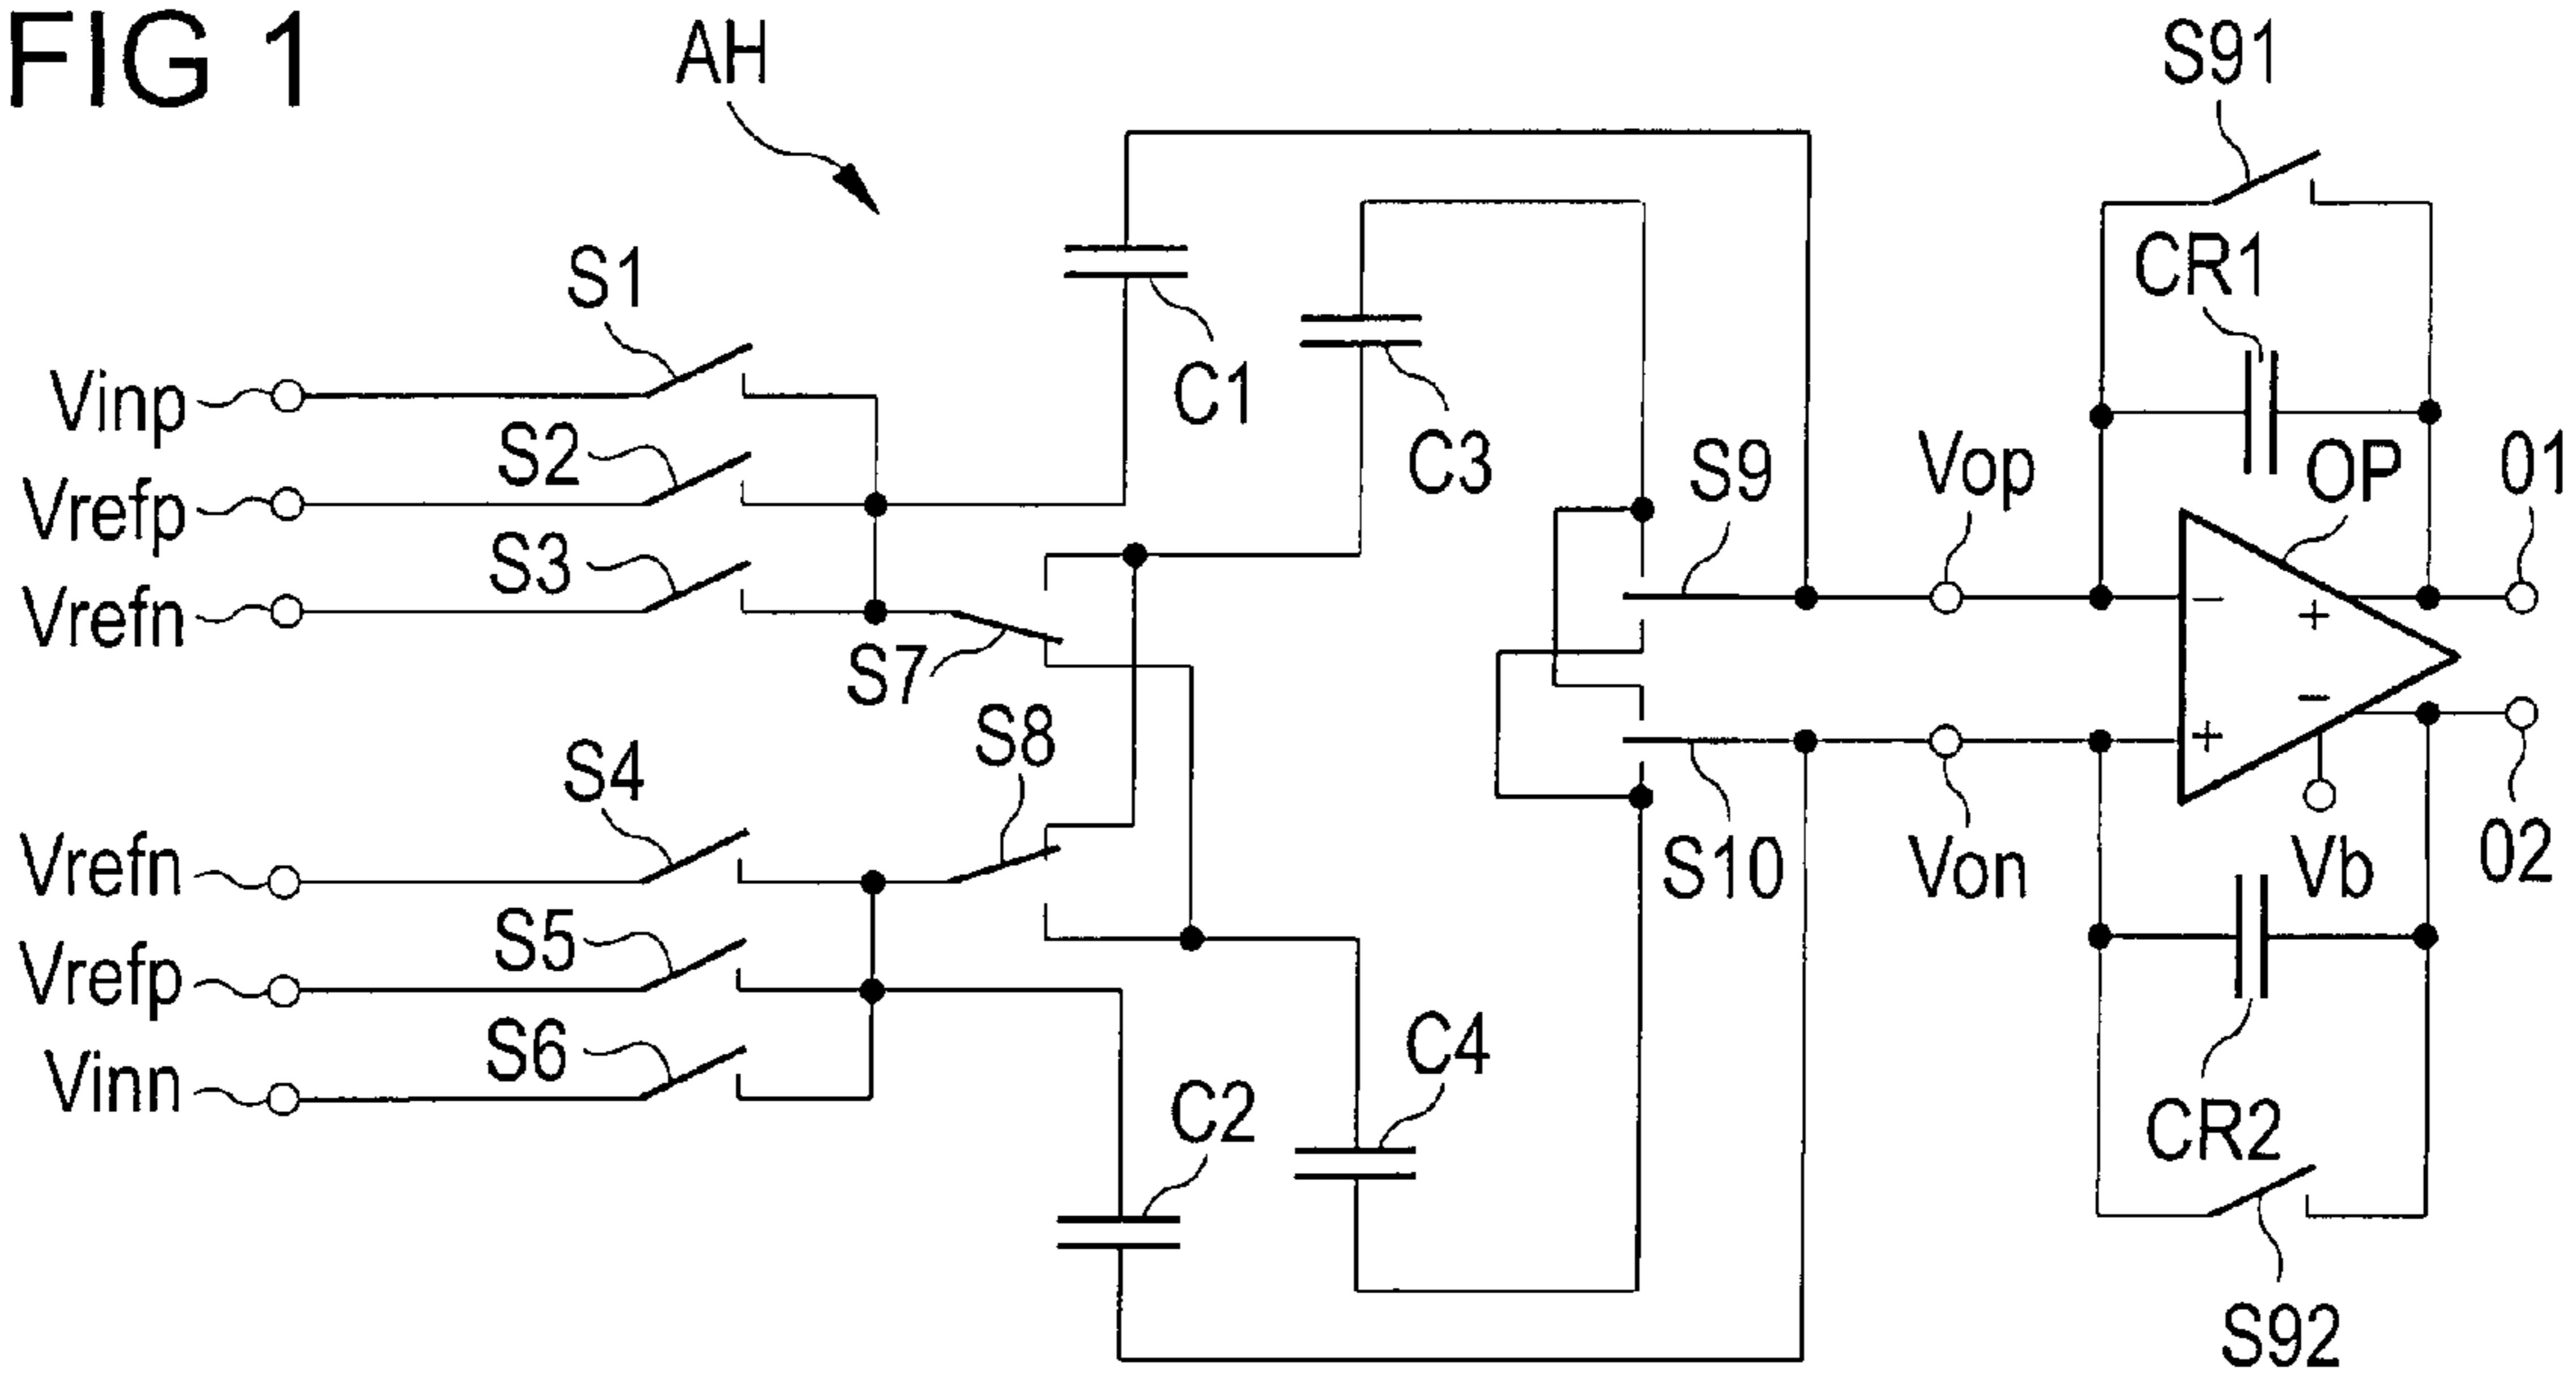 FIG 1
AH
S91
S1
CR1
Vinp
C1
S2
C3
S9
Vop
OP
01
Vrefp
S3
Vrefn
S7
- +
S8
S4
- +
Vrefn
S10
Von
Vb
02
S5
Vrefp
S6
C4
Vinn
C2
CR2
S92